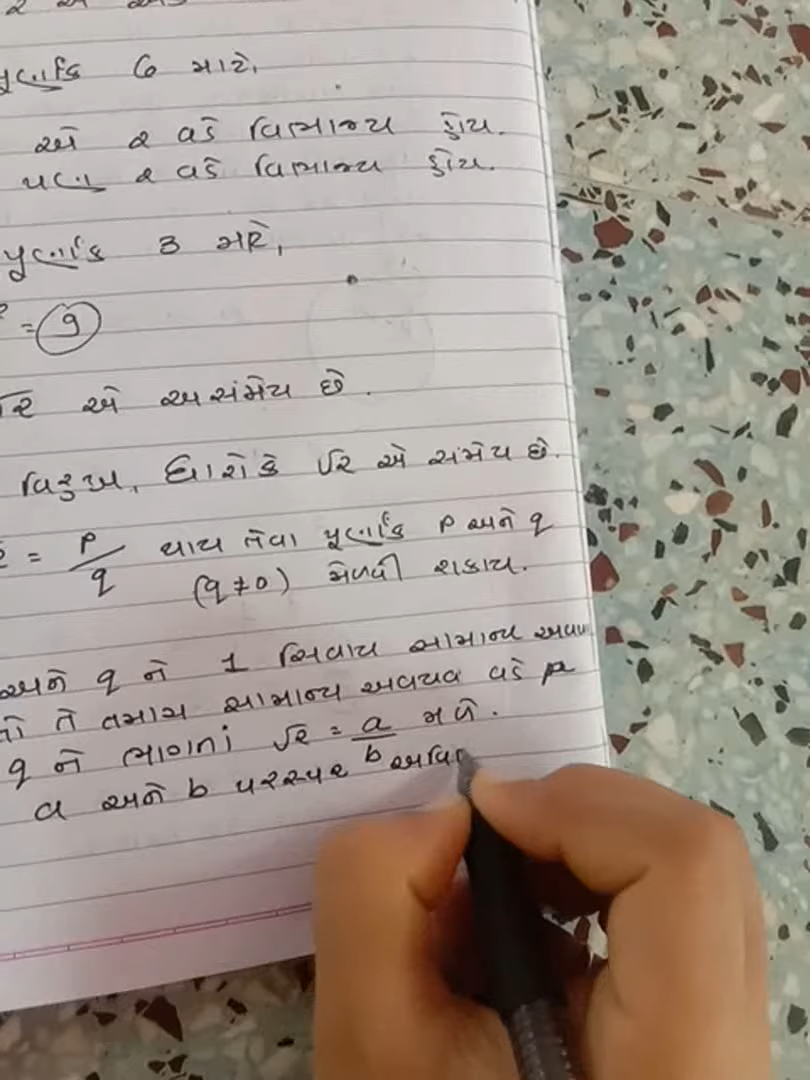 પૂર્ણાંક 6 માટે,
એ 2 વડે વિભાજ્ય હોય.
પણ 2 વડે વિભાજ્ય હોય.
પૂર્ણાંક 3 માટે,
= 9
√2 એ અસંમેય છે.
વિરુધ્ધ, ધારોકે √2 એ સંમેય છે.
= p/q થાય તેવા પૂર્ણાંક p અને q
(q ≠ 0) મેળવી શકાય.
અને q ને 1 સિવાય સામાન્ય અવયવ
તો તે તમામ સામાન્ય અવયવ વડે p
q ને ભાગતાં √2 = a/b મળે.
a અને b પરસ્પર અવિ